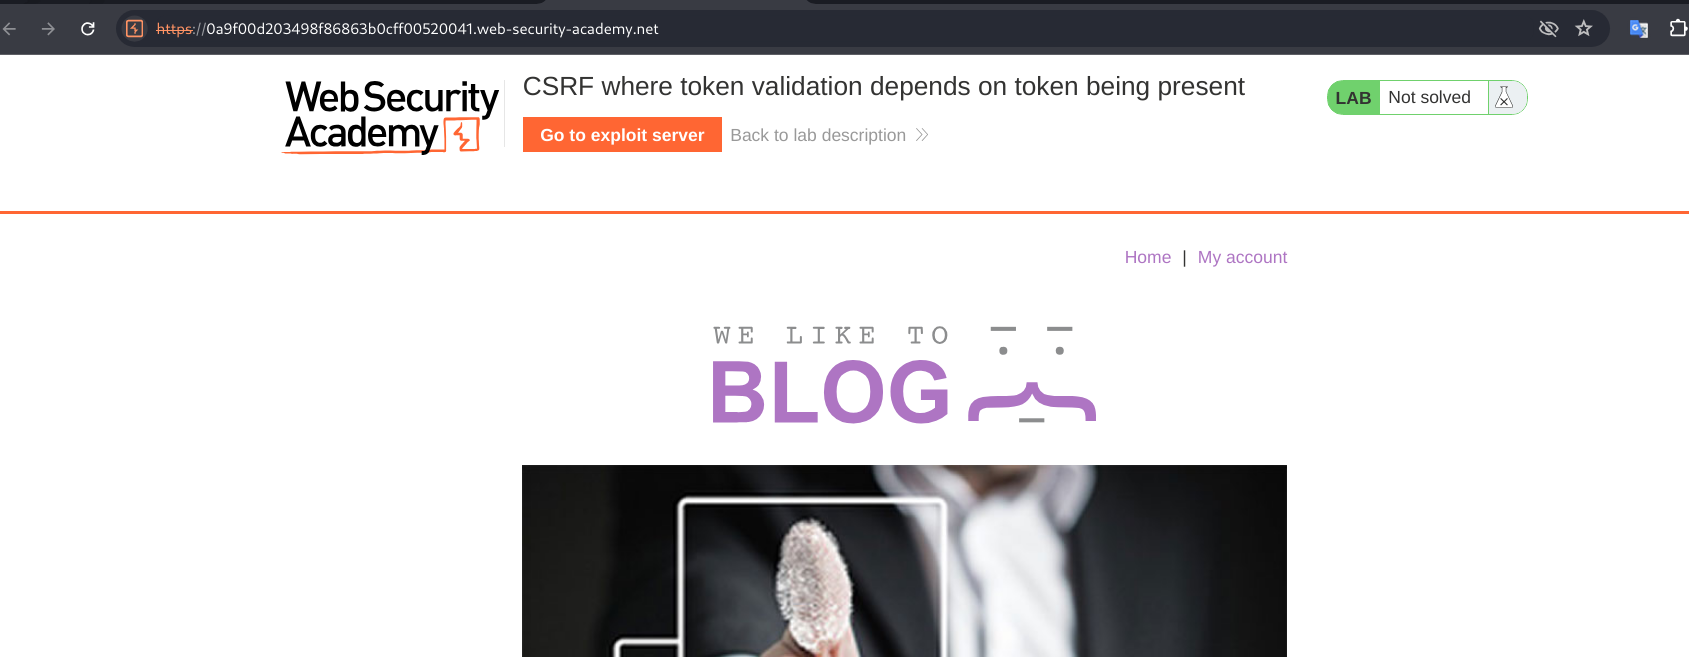 https://0a9f00d203498f86863b0cff00520041.web-security-academy.net
Web Security
Academy
CSRF where token validation depends on token being present
Go to exploit server
Back to lab description
LAB
Not solved
Home | My account
WE LIKE TO
BLOG